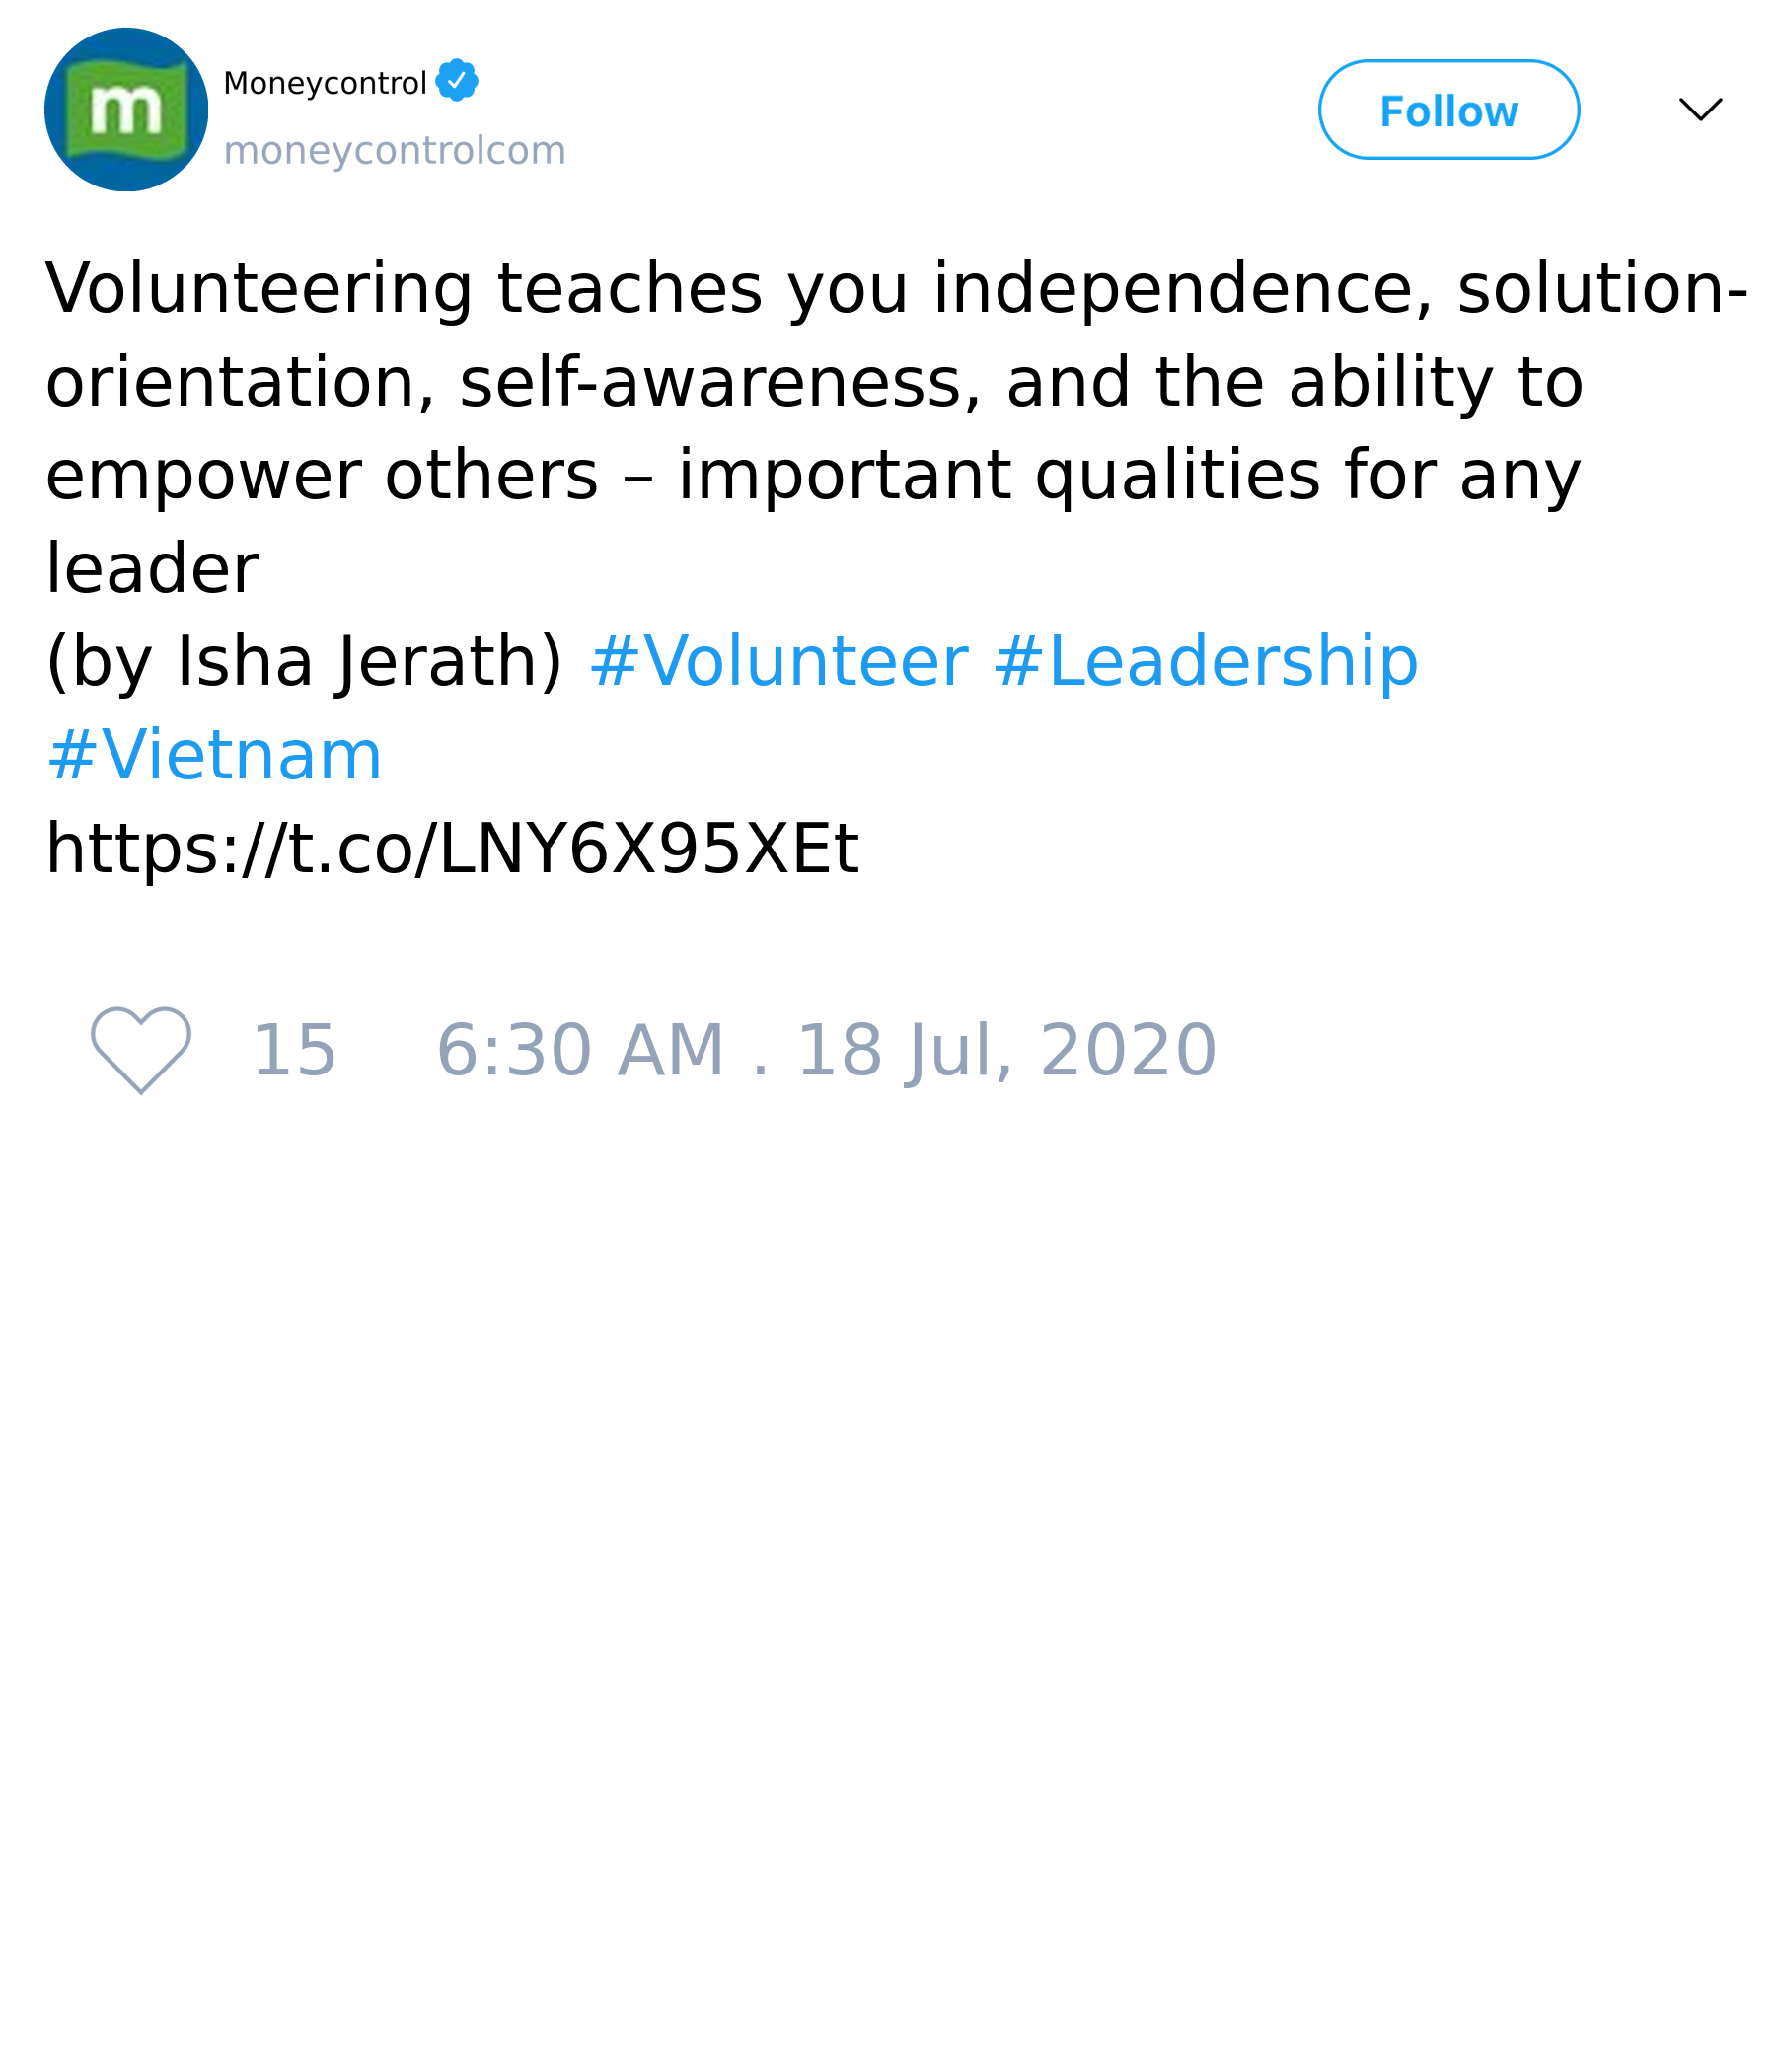 m
Moneycontrol
moneycontrolcom
Follow
Volunteering teaches you independence, solution-
orientation, self-awareness, and the ability to
empower others – important qualities for any
leader
(by Isha Jerath) #Volunteer #Leadership
#Vietnam
https://t.co/LNY6X95XEt
15 6:30 AM . 18 Jul, 2020